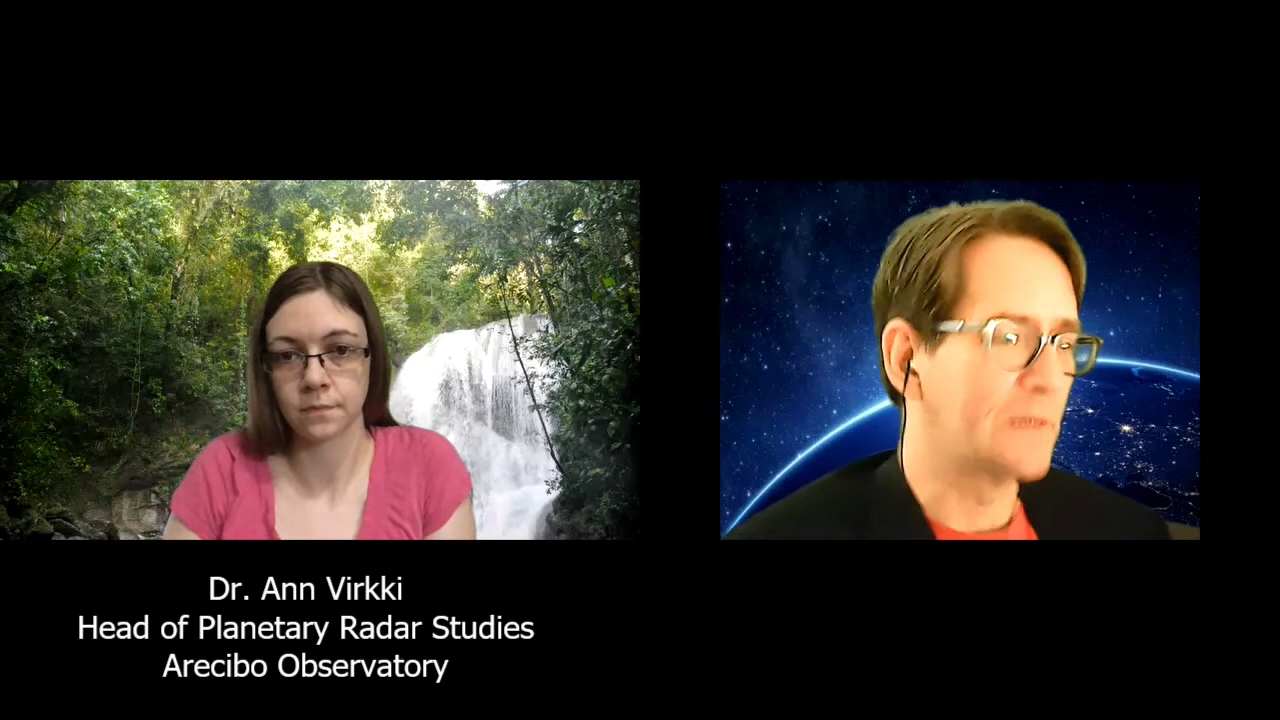 Dr. Ann Virkki
Head of Planetary Radar Studies
Arecibo Observatory